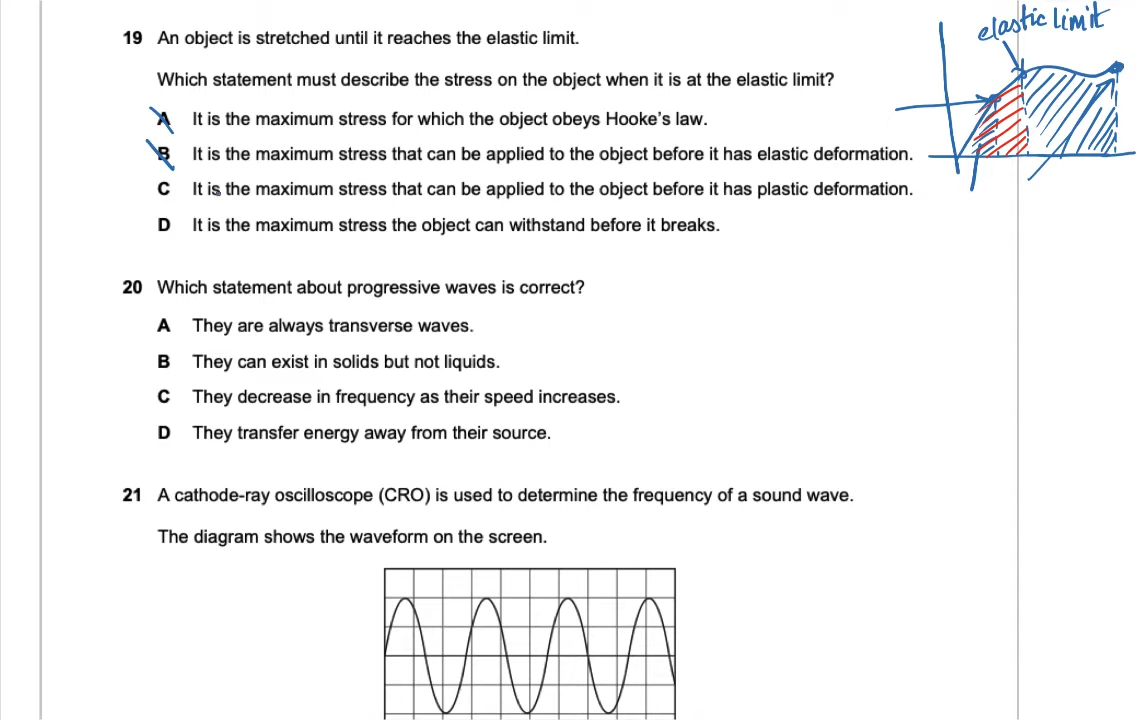 elastic limit
19 An object is stretched until it reaches the elastic limit.
Which statement must describe the stress on the object when it is at the elastic limit?
A It is the maximum stress for which the object obeys Hooke's law.
B It is the maximum stress that can be applied to the object before it has elastic deformation.
C It is the maximum stress that can be applied to the object before it has plastic deformation.
D It is the maximum stress the object can withstand before it breaks.
20 Which statement about progressive waves is correct?
A They are always transverse waves.
B They can exist in solids but not liquids.
C They decrease in frequency as their speed increases.
D They transfer energy away from their source.
21 A cathode-ray oscilloscope (CRO) is used to determine the frequency of a sound wave.
The diagram shows the waveform on the screen.